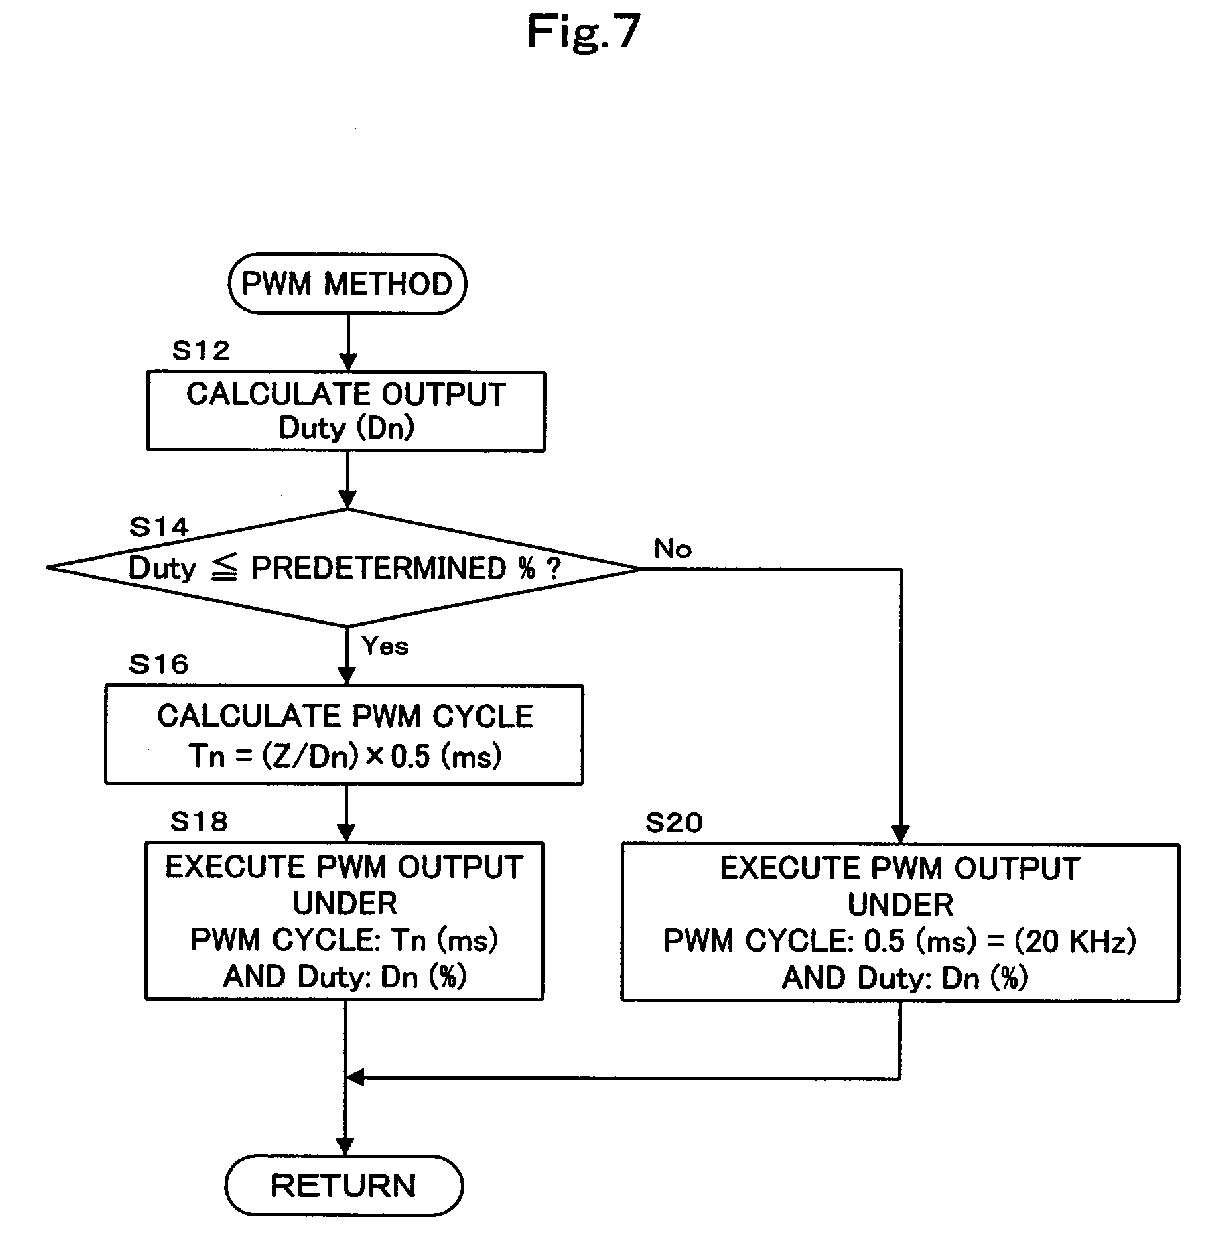 Fig.7
PWM METHOD
S12
CALCULATE OUTPUT
Duty (Dn)
S14
Duty ≦ PREDETERMINED % ?
No
Yes
S16
CALCULATE PWM CYCLE
Tn = (Z/Dn) × 0.5 (ms)
S18
EXECUTE PWM OUTPUT
UNDER
PWM CYCLE: Tn (ms)
AND Duty: Dn (%)
S20
EXECUTE PWM OUTPUT
UNDER
PWM CYCLE: 0.5 (ms) = (20 KHz)
AND Duty: Dn (%)
RETURN